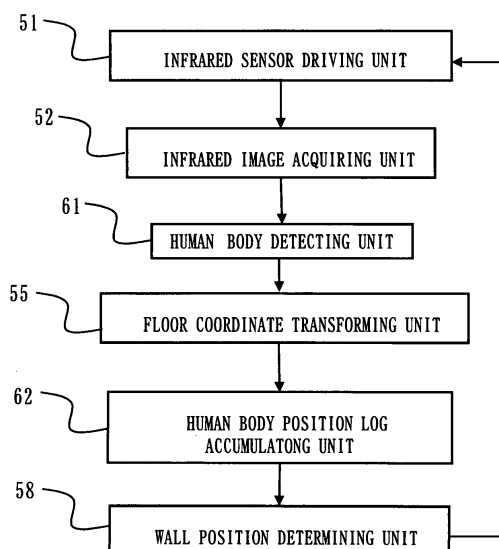 51
INFRARED SENSOR DRIVING UNIT
52
INFRARED IMAGE ACQUIRING UNIT
61
HUMAN BODY DETECTING UNIT
55
FLOOR COORDINATE TRANSFORMING UNIT
62
HUMAN BODY POSITION LOG
ACCUMULATONG UNIT
58
WALL POSITION DETERMINING UNIT